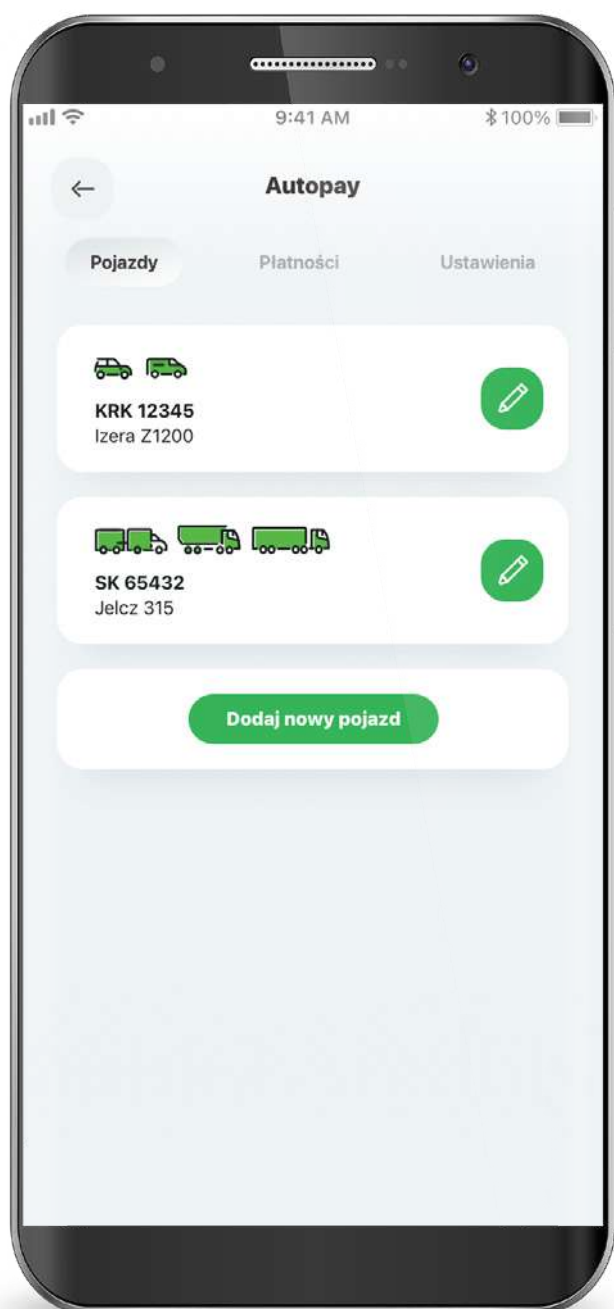 9:41 AM
100%
Autopay
Pojazdy Płatności Ustawienia
KRK 12345
Izera Z1200
SK 65432
Jelcz 315
Dodaj nowy pojazd